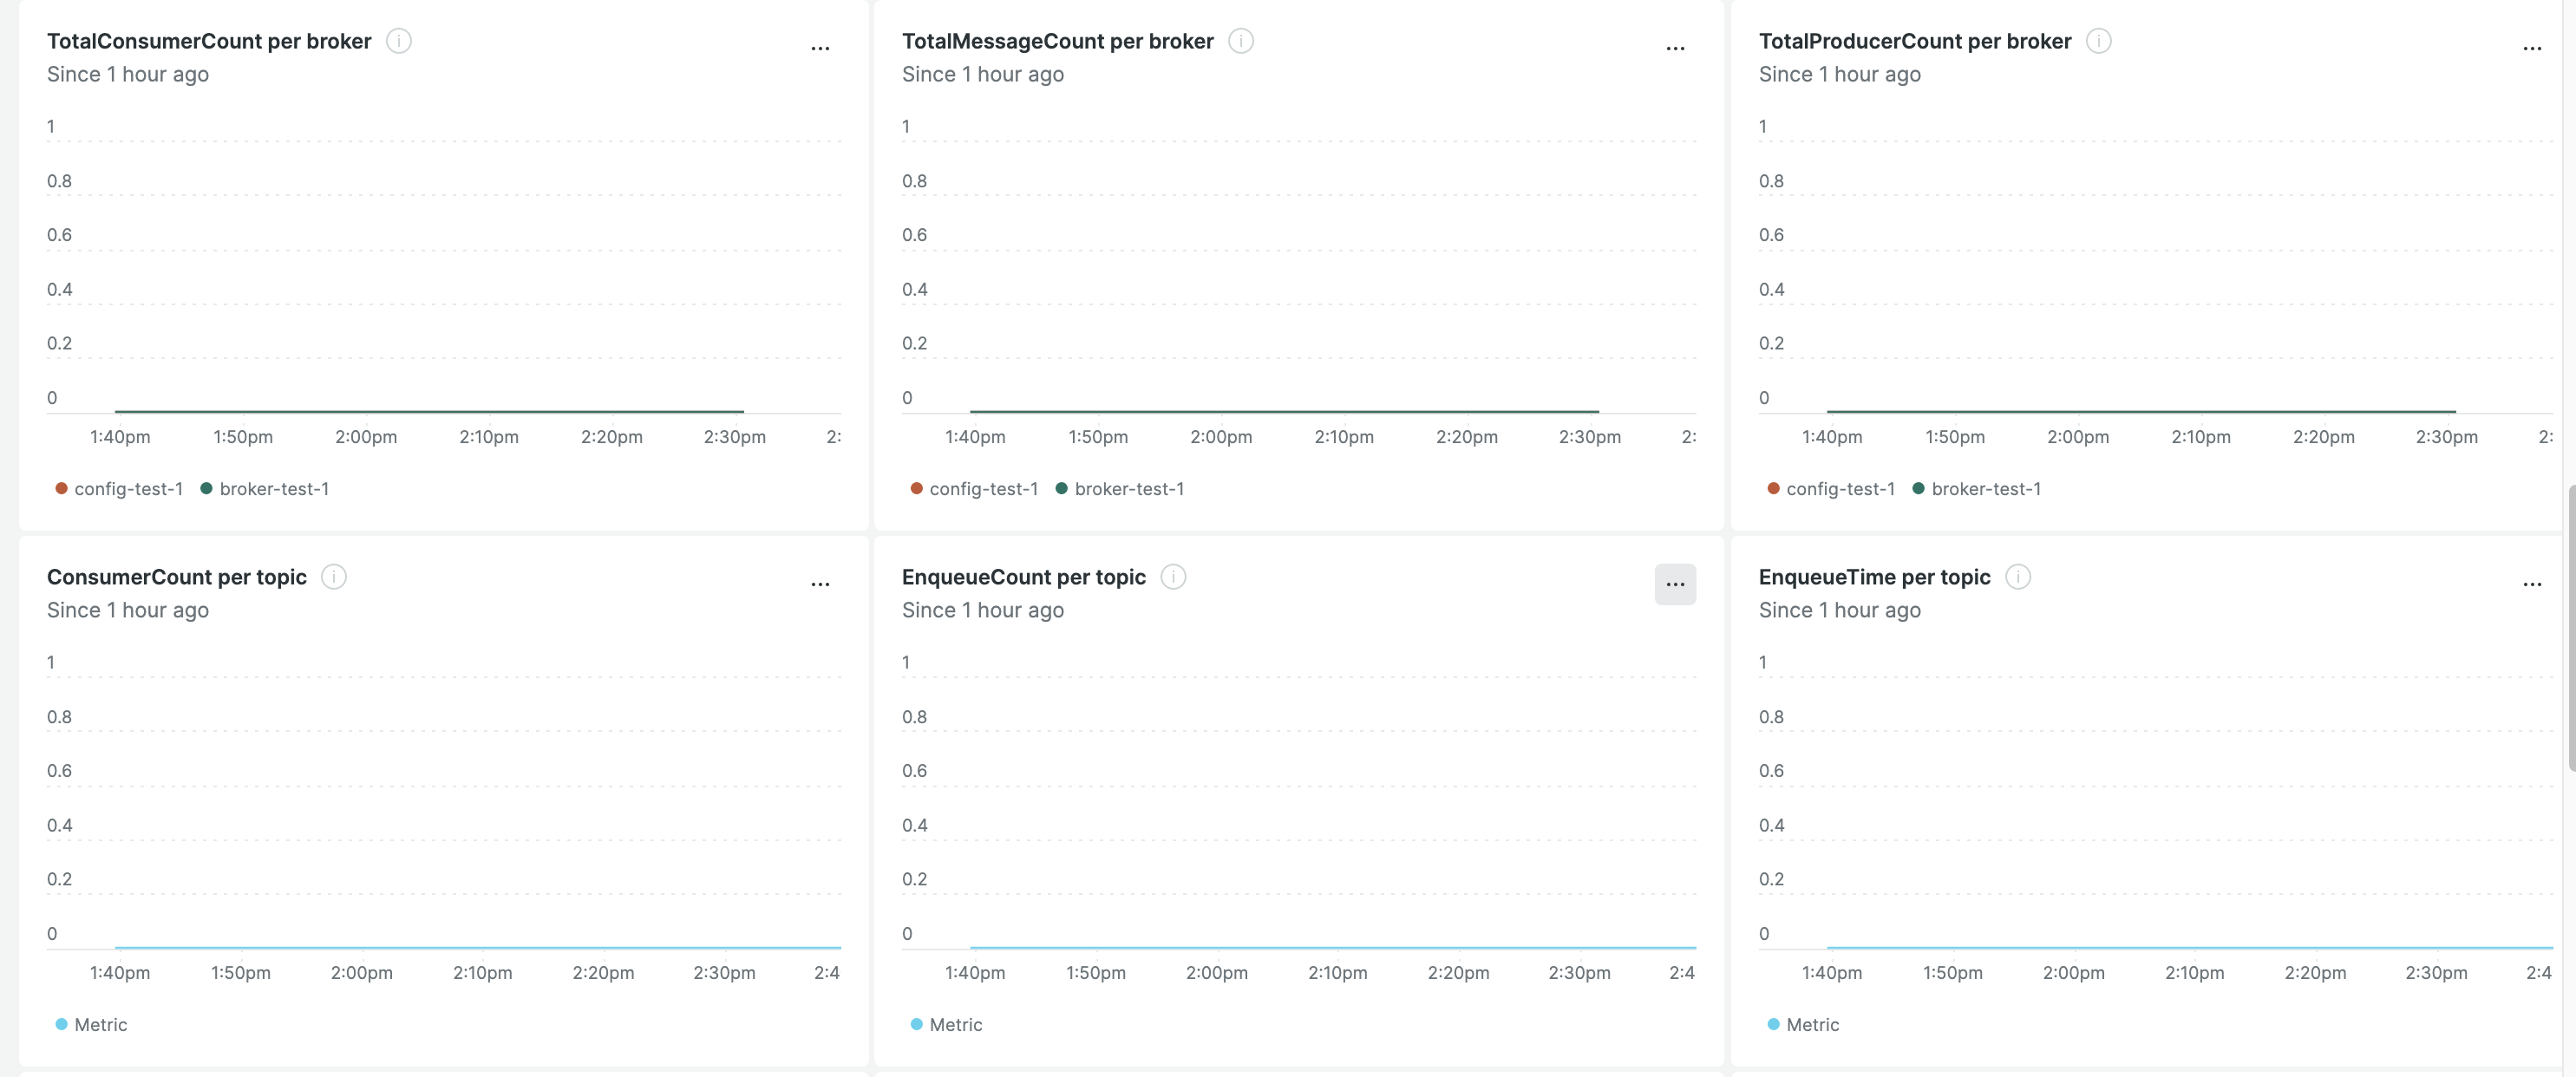 TotalConsumerCount per broker
Since 1 hour ago
1
0.8
0.6
0.4
0.2
0
1:40pm 1:50pm 2:00pm 2:10pm 2:20pm 2:30pm 2:
config-test-1 broker-test-1
TotalMessageCount per broker
Since 1 hour ago
1
0.8
0.6
0.4
0.2
0
1:40pm 1:50pm 2:00pm 2:10pm 2:20pm 2:30pm 2:
config-test-1 broker-test-1
TotalProducerCount per broker
Since 1 hour ago
1
0.8
0.6
0.4
0.2
0
1:40pm 1:50pm 2:00pm 2:10pm 2:20pm 2:30pm 2:
config-test-1 broker-test-1
ConsumerCount per topic
Since 1 hour ago
1
0.8
0.6
0.4
0.2
0
1:40pm 1:50pm 2:00pm 2:10pm 2:20pm 2:30pm 2:4
Metric
EnqueueCount per topic
Since 1 hour ago
1
0.8
0.6
0.4
0.2
0
1:40pm 1:50pm 2:00pm 2:10pm 2:20pm 2:30pm 2:4
Metric
EnqueueTime per topic
Since 1 hour ago
1
0.8
0.6
0.4
0.2
0
1:40pm 1:50pm 2:00pm 2:10pm 2:20pm 2:30pm 2:4
Metric